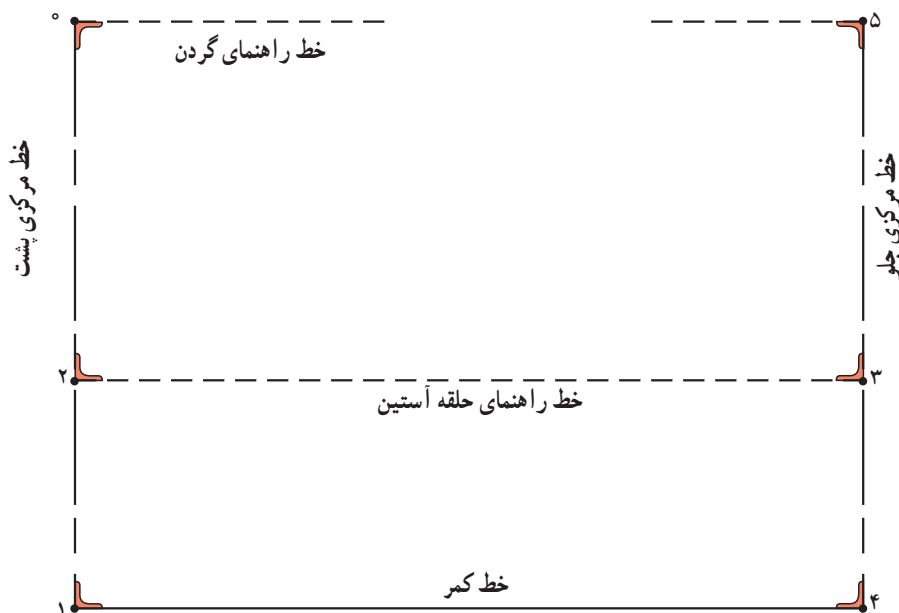 ۰
۵
خط راهنمای گردن
خط مرکزی پشت
خط مرکزی جلو
۲
۳
خط راهنمای حلقه آستین
خط کمر
۱
۴